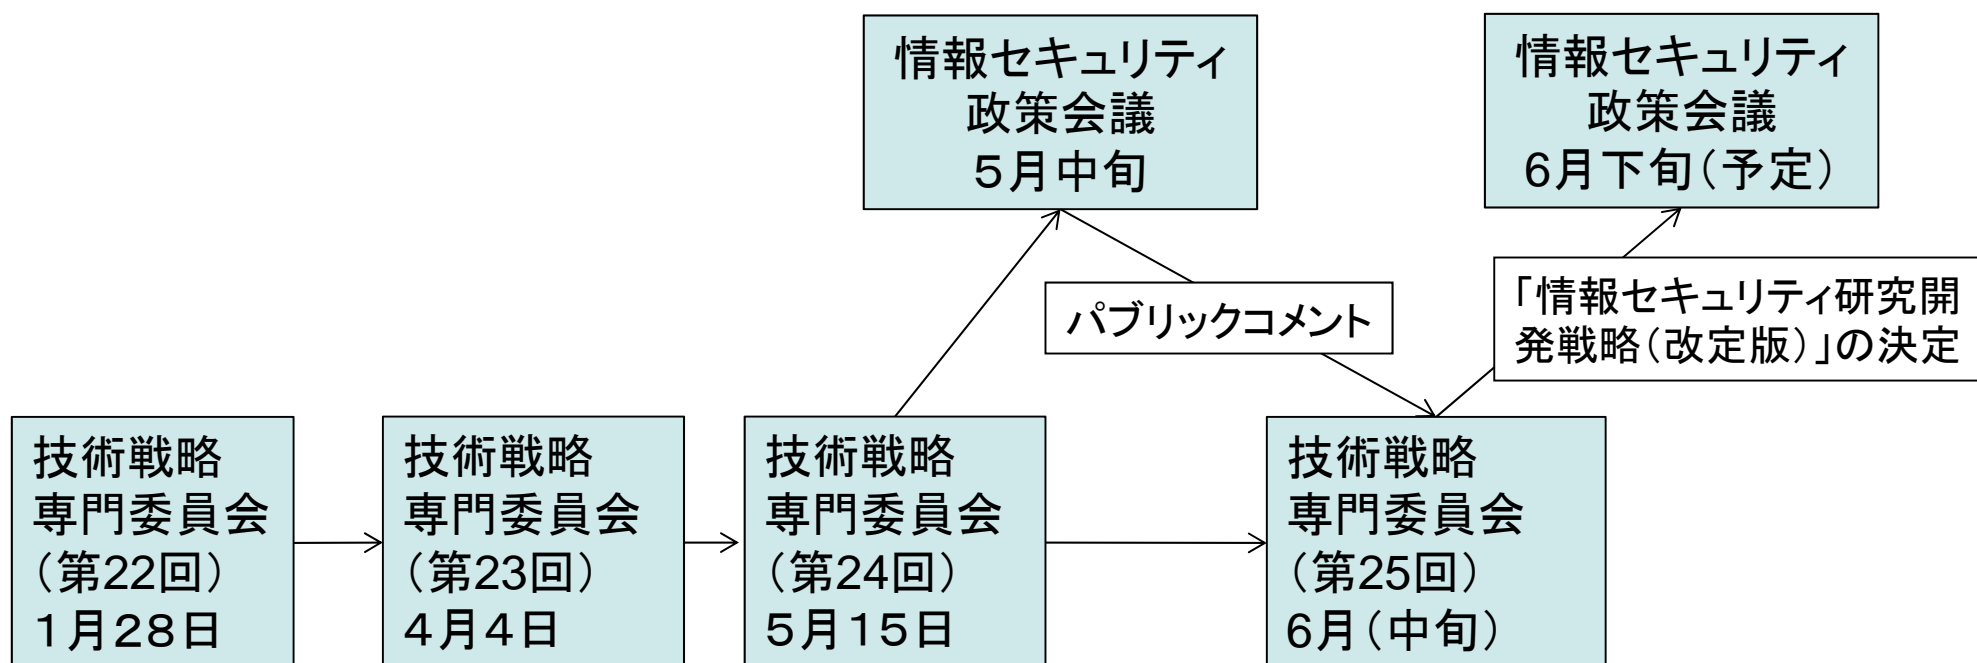 情報セキュリティ
政策会議
５月中旬
情報セキュリティ
政策会議
6月下旬（予定）
パブリックコメント
「情報セキュリティ研究開
発戦略（改定版）」の決定
技術戦略
専門委員会
（第22回）
１月２８日
技術戦略
専門委員会
（第23回）
４月４日
技術戦略
専門委員会
（第24回）
５月１５日
技術戦略
専門委員会
（第25回）
6月（中旬）